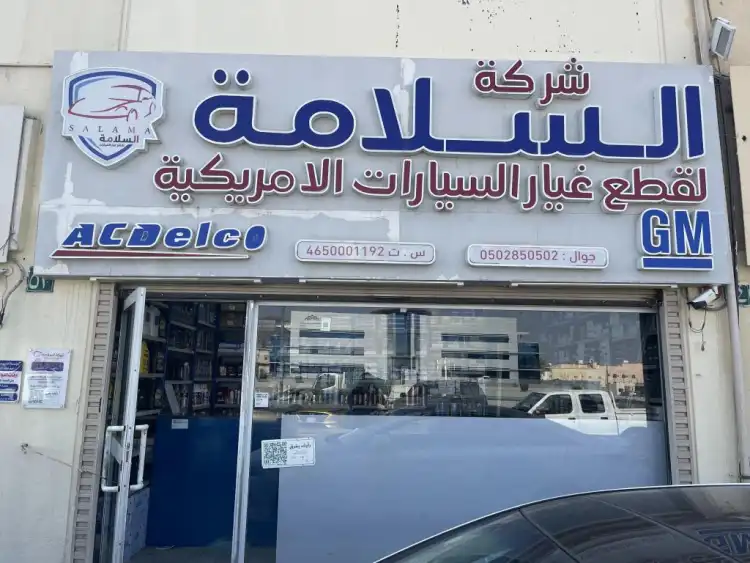 شركة
السلامة
لقطع غيار السيارات الامريكية
SALAMA
السلامة
ACDelco
س . ت 4650001192
جوال : 0502850502
GM